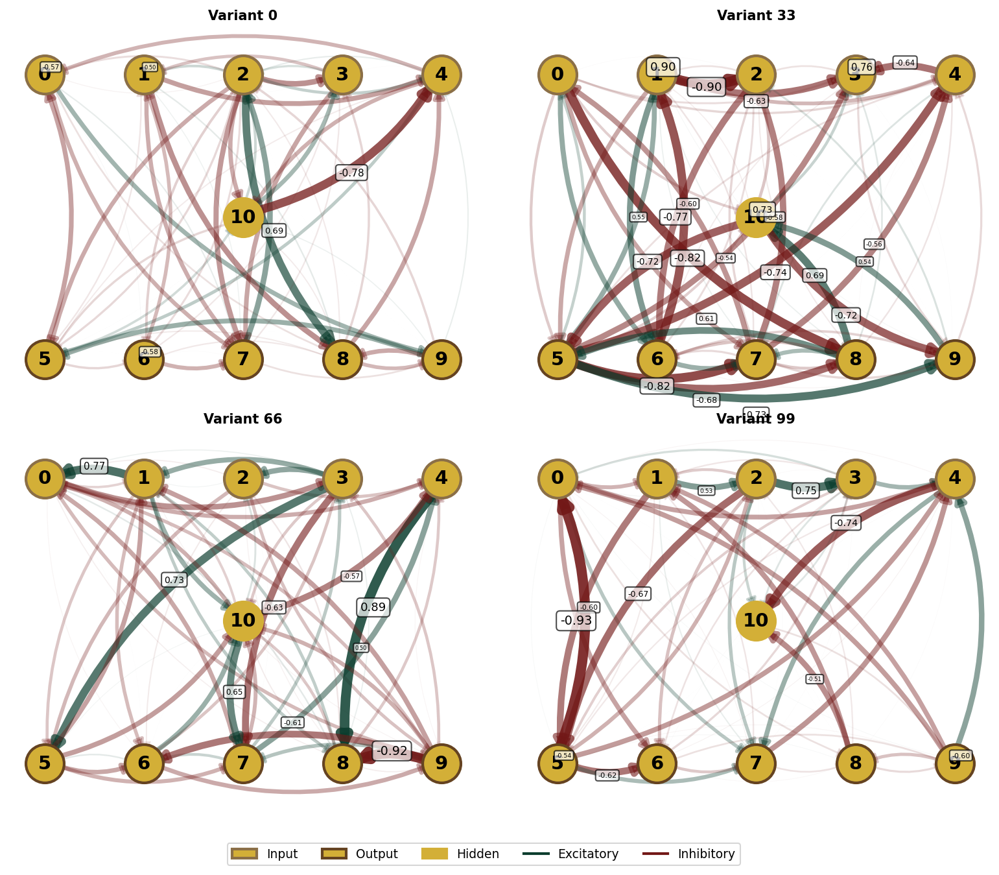 Variant 0
0 1 2 3 4
-0.57 0.50
-0.78
10
0.69
5 6 7 8 9
-0.58
Variant 33
0 1 2 3 4
0.90 -0.90 0.76 -0.64
-0.63
-0.60 0.73
0.55 -0.77 10 -0.58
-0.56
-0.72 -0.82 -0.54 0.54
-0.74 0.69
0.61 -0.72
5 6 7 8 9
-0.82
-0.68
0.73
Variant 66
0.77
0 1 2 3 4
0.73 -0.57
-0.63 0.89
10
0.50
0.65
-0.61
-0.92
5 6 7 8 9
Variant 99
0 1 2 3 4
0.53 0.75
-0.74
-0.67
-0.60
-0.93 10
-0.51
-0.54 -0.60
5 6 7 8 9
-0.62
Input Output Hidden Excitatory Inhibitory